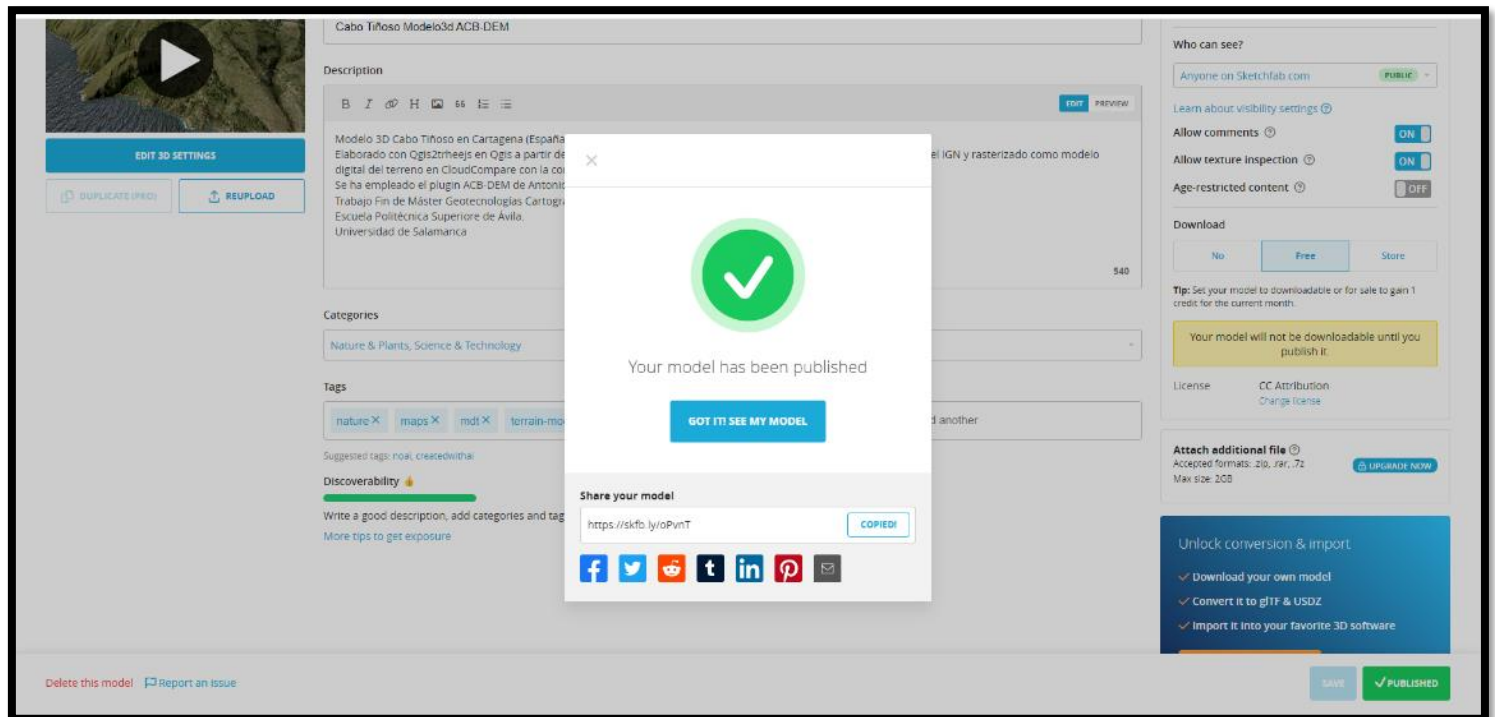 Cabo Tiñoso Modelo3d ACB-DEM
Description
B I H 66
EDIT PREVIEW
Modelo 3D Cabo Tiñoso en Cartagena (España
Elaborado con Qgis2trheejs en Qgis a partir de
el IGN y rasterizado como modelo
digital del terreno en CloudCompare con la
Se ha empleado el plugin ACB-DEM de Antonio
Trabajo Fin de Máster Geotecnologías Cartogr
Escuela Politécnica Superiore de Ávila.
Universidad de Salamanca
540
EDIT 3D SETTINGS
DUPLICATE (PRO)
REUPLOAD
Categories
Nature & Plants, Science & Technology
Tags
nature X maps X mdt X terrain-mo
d another
Suggested tags: noai, createdwithai
Discoverability
Write a good description, add categories and tag
More tips to get exposure
Your model has been published
GOT IT! SEE MY MODEL
Share your model
https://skfb.ly/oPvnT
COPIED!
Who can see?
Anyone on Sketchfab.com PUBLIC
Learn about visibility settings ?
Allow comments ? ON
Allow texture inspection ? ON
Age-restricted content ? OFF
Download
No Free Store
Tip: Set your model to downloadable or for sale to gain 1
credit for the current month.
Your model will not be downloadable until you
publish it.
License CC Attribution
Change license
Attach additional file ?
Accepted formats: .zip, .rar, .7z
Max size: 2GB
UPGRADE NOW
Unlock conversion & import
Download your own model
Convert it to glTF & USDZ
Import it into your favorite 3D software
Delete this model Report an issue
SAVE
PUBLISHED